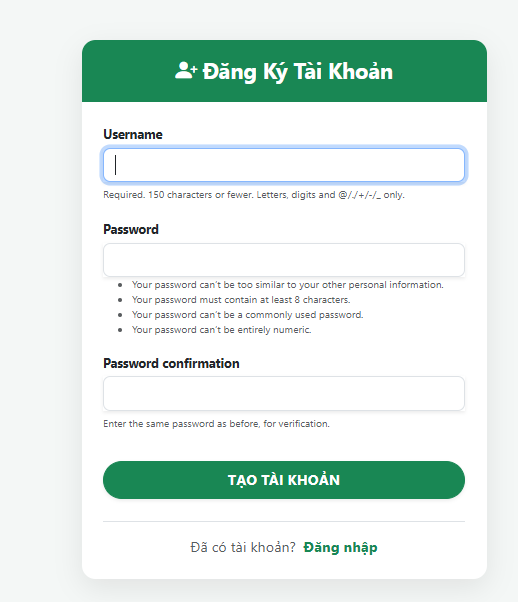 Đăng Ký Tài Khoản
Username
Required. 150 characters or fewer. Letters, digits and @/./+/-/_ only.
Password
Your password can't be too similar to your other personal information.
Your password must contain at least 8 characters.
Your password can't be a commonly used password.
Your password can't be entirely numeric.
Password confirmation
Enter the same password as before, for verification.
TẠO TÀI KHOẢN
Đã có tài khoản? Đăng nhập